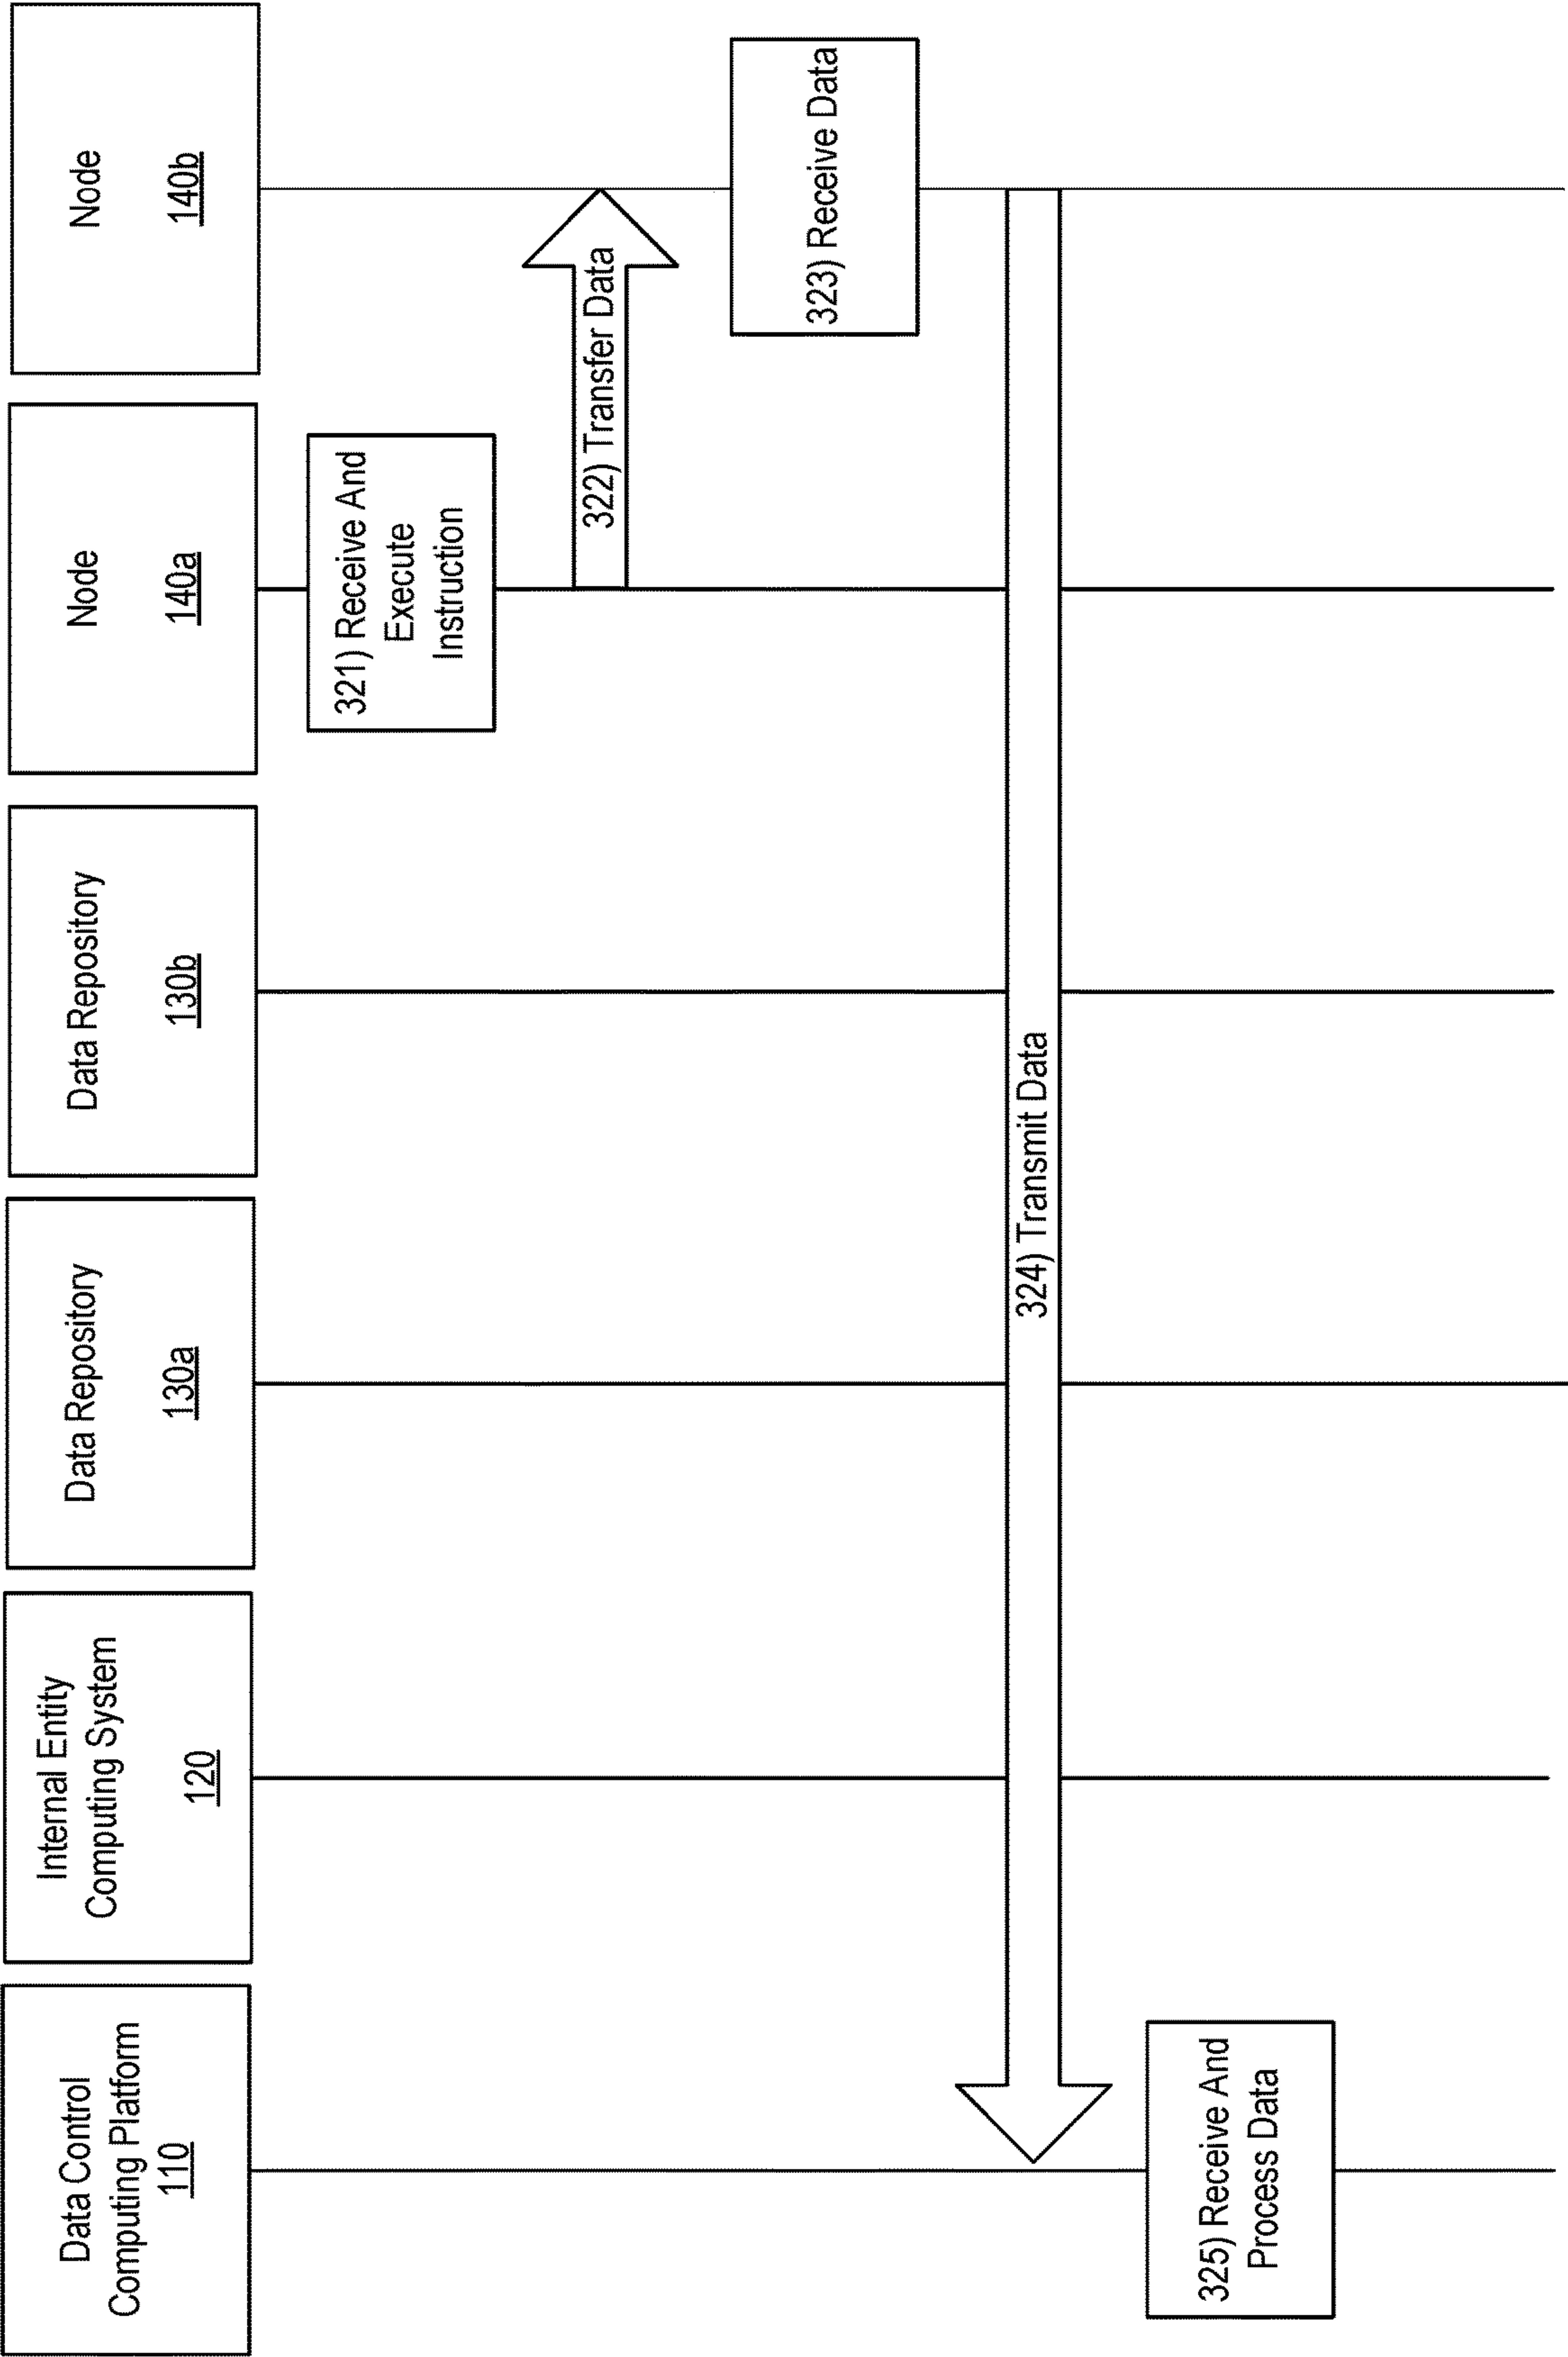 Data Control
Computing Platform
110
Internal Entity
Computing System
120
Data Repository
130a
Data Repository
130b
Node
140a
Node
140b
321) Receive And
Execute
Instruction
322) Transfer Data
323) Receive Data
324) Transmit Data
325) Receive And
Process Data